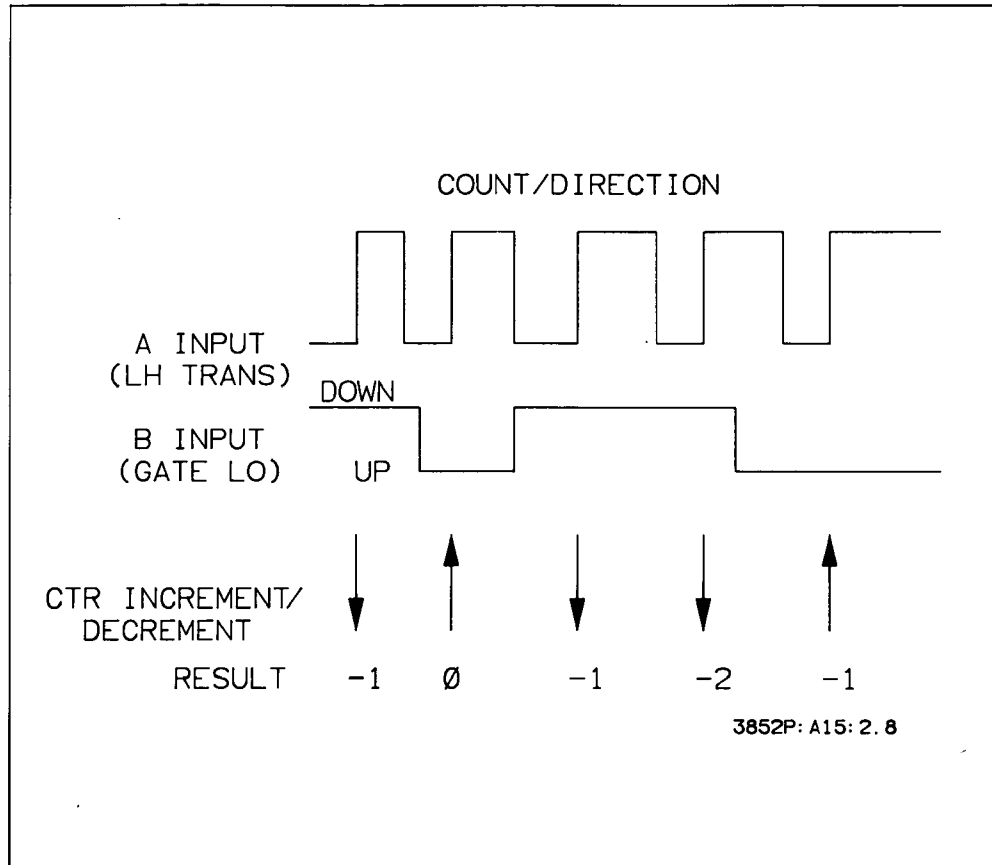 COUNT/DIRECTION
A INPUT
(LH TRANS)
DOWN
B INPUT
(GATE LO)
UP
CTR INCREMENT/
DECREMENT
RESULT -1 Ø -1 -2 -1
3852P:A15:2.8